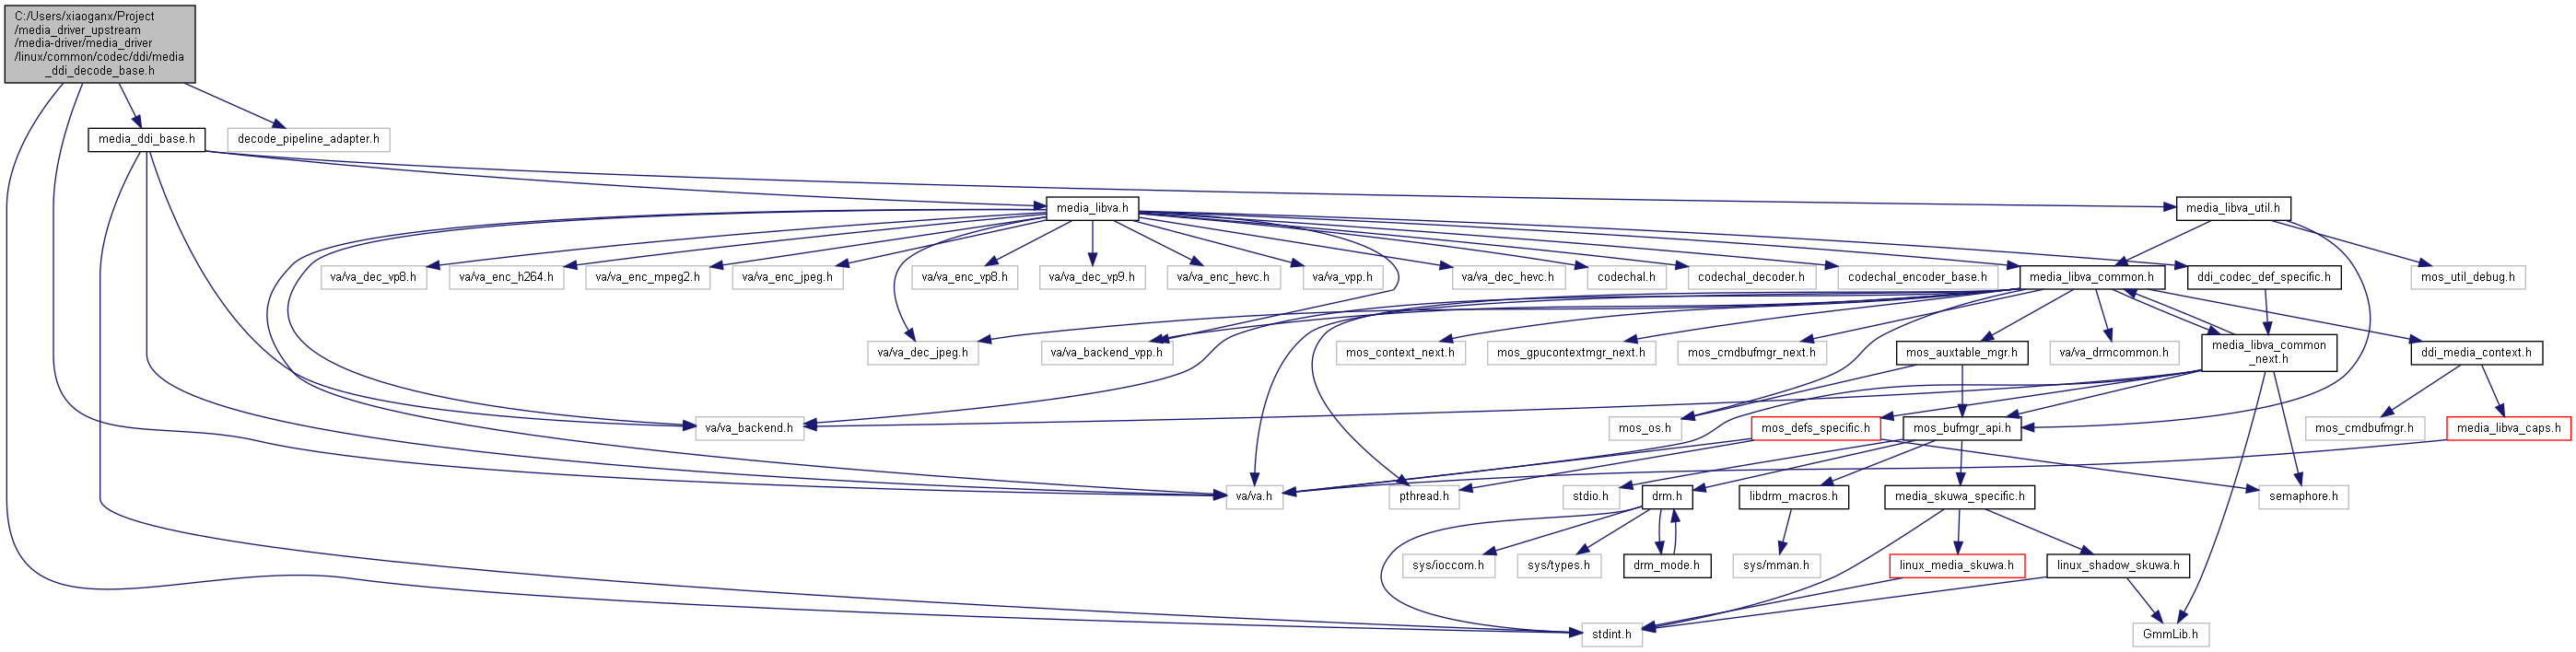 C:/Users/xiaoganx/Project
/media_driver_upstream
/media-driver/media_driver
/linux/common/codec/ddi/media
_ddi_decode_base.h
media_ddi_base.h
decode_pipeline_adapter.h
media_libva.h
media_libva_util.h
va/va_dec_vp8.h
va/va_enc_h264.h
va/va_enc_mpeg2.h
va/va_enc_jpeg.h
va/va_enc_vp8.h
va/va_dec_vp9.h
va/va_enc_hevc.h
va/va_vpp.h
va/va_dec_hevc.h
codechal.h
codechal_decoder.h
codechal_encoder_base.h
media_libva_common.h
ddi_codec_def_specific.h
mos_util_debug.h
va/va_dec_jpeg.h
va/va_backend_vpp.h
mos_context_next.h
mos_gpucontextmgr_next.h
mos_cmdbufmgr_next.h
mos_auxtable_mgr.h
va/va_drmcommon.h
media_libva_common
_next.h
ddi_media_context.h
va/va_backend.h
mos_os.h
mos_defs_specific.h
mos_bufmgr_api.h
mos_cmdbufmgr.h
media_libva_caps.h
va/va.h
pthread.h
stdio.h
drm.h
libdrm_macros.h
media_skuwa_specific.h
semaphore.h
sys/ioccom.h
sys/types.h
drm_mode.h
sys/mman.h
linux_media_skuwa.h
linux_shadow_skuwa.h
stdint.h
GmmLib.h